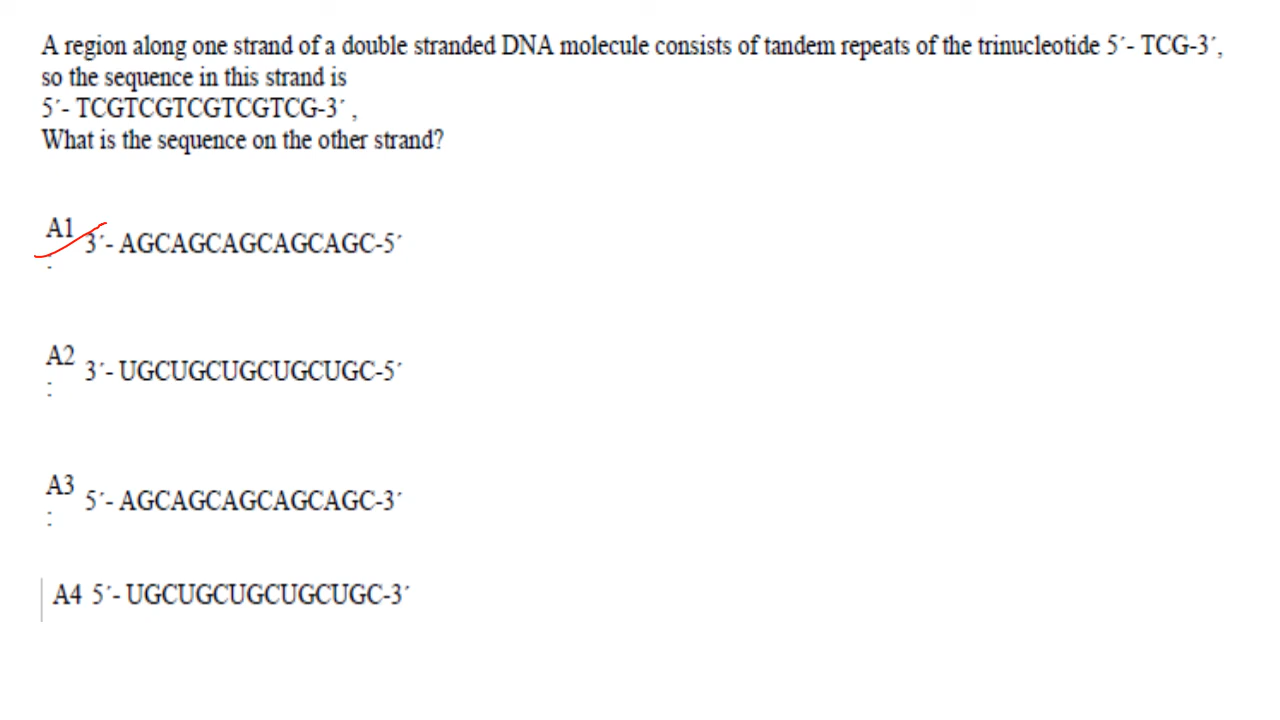 A region along one strand of a double stranded DNA molecule consists of tandem repeats of the trinucleotide 5´- TCG-3´,
so the sequence in this strand is
5´- TCGTCGTCGTCGTCG-3´ ,
What is the sequence on the other strand?
A1
:
3´- AGCAGCAGCAGCAGC-5´
A2
:
3´- UGCUGCUGCUGCUGC-5´
A3
:
5´- AGCAGCAGCAGCAGC-3´
A4 5´- UGCUGCUGCUGCUGC-3´